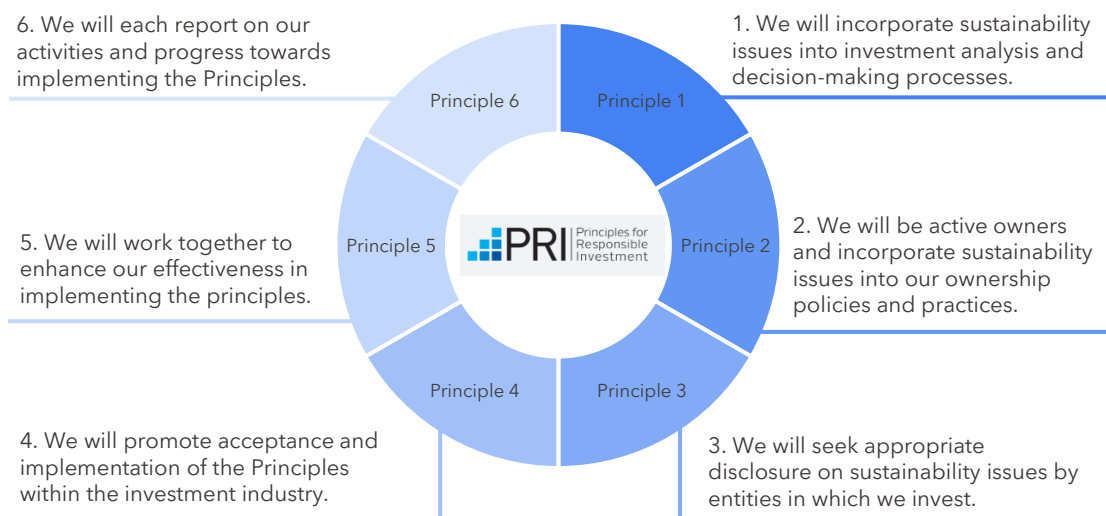 6. We will each report on our
activities and progress towards
implementing the Principles.
1. We will incorporate sustainability
issues into investment analysis and
decision-making processes.
Principle 6
Principle 1
5. We will work together to
enhance our effectiveness in
implementing the principles.
Principle 5
PRI
Principles for
Responsible
Investment
Principle 2
2. We will be active owners
and incorporate sustainability
issues into our ownership
policies and practices.
Principle 4
Principle 3
4. We will promote acceptance and
implementation of the Principles
within the investment industry.
3. We will seek appropriate
disclosure on sustainability issues by
entities in which we invest.